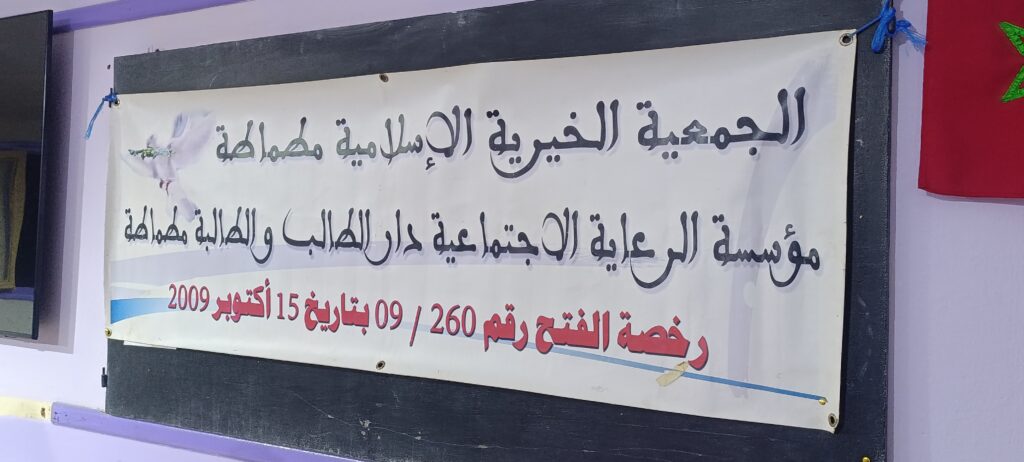 الجمعية الخيرية الإسلامية مطماطة
مؤسسة الرعاية الاجتماعية دار الطالب والطالبة مطماطة
رخصة الفتح رقم 260 / 09 بتاريخ 15 أكتوبر 2009